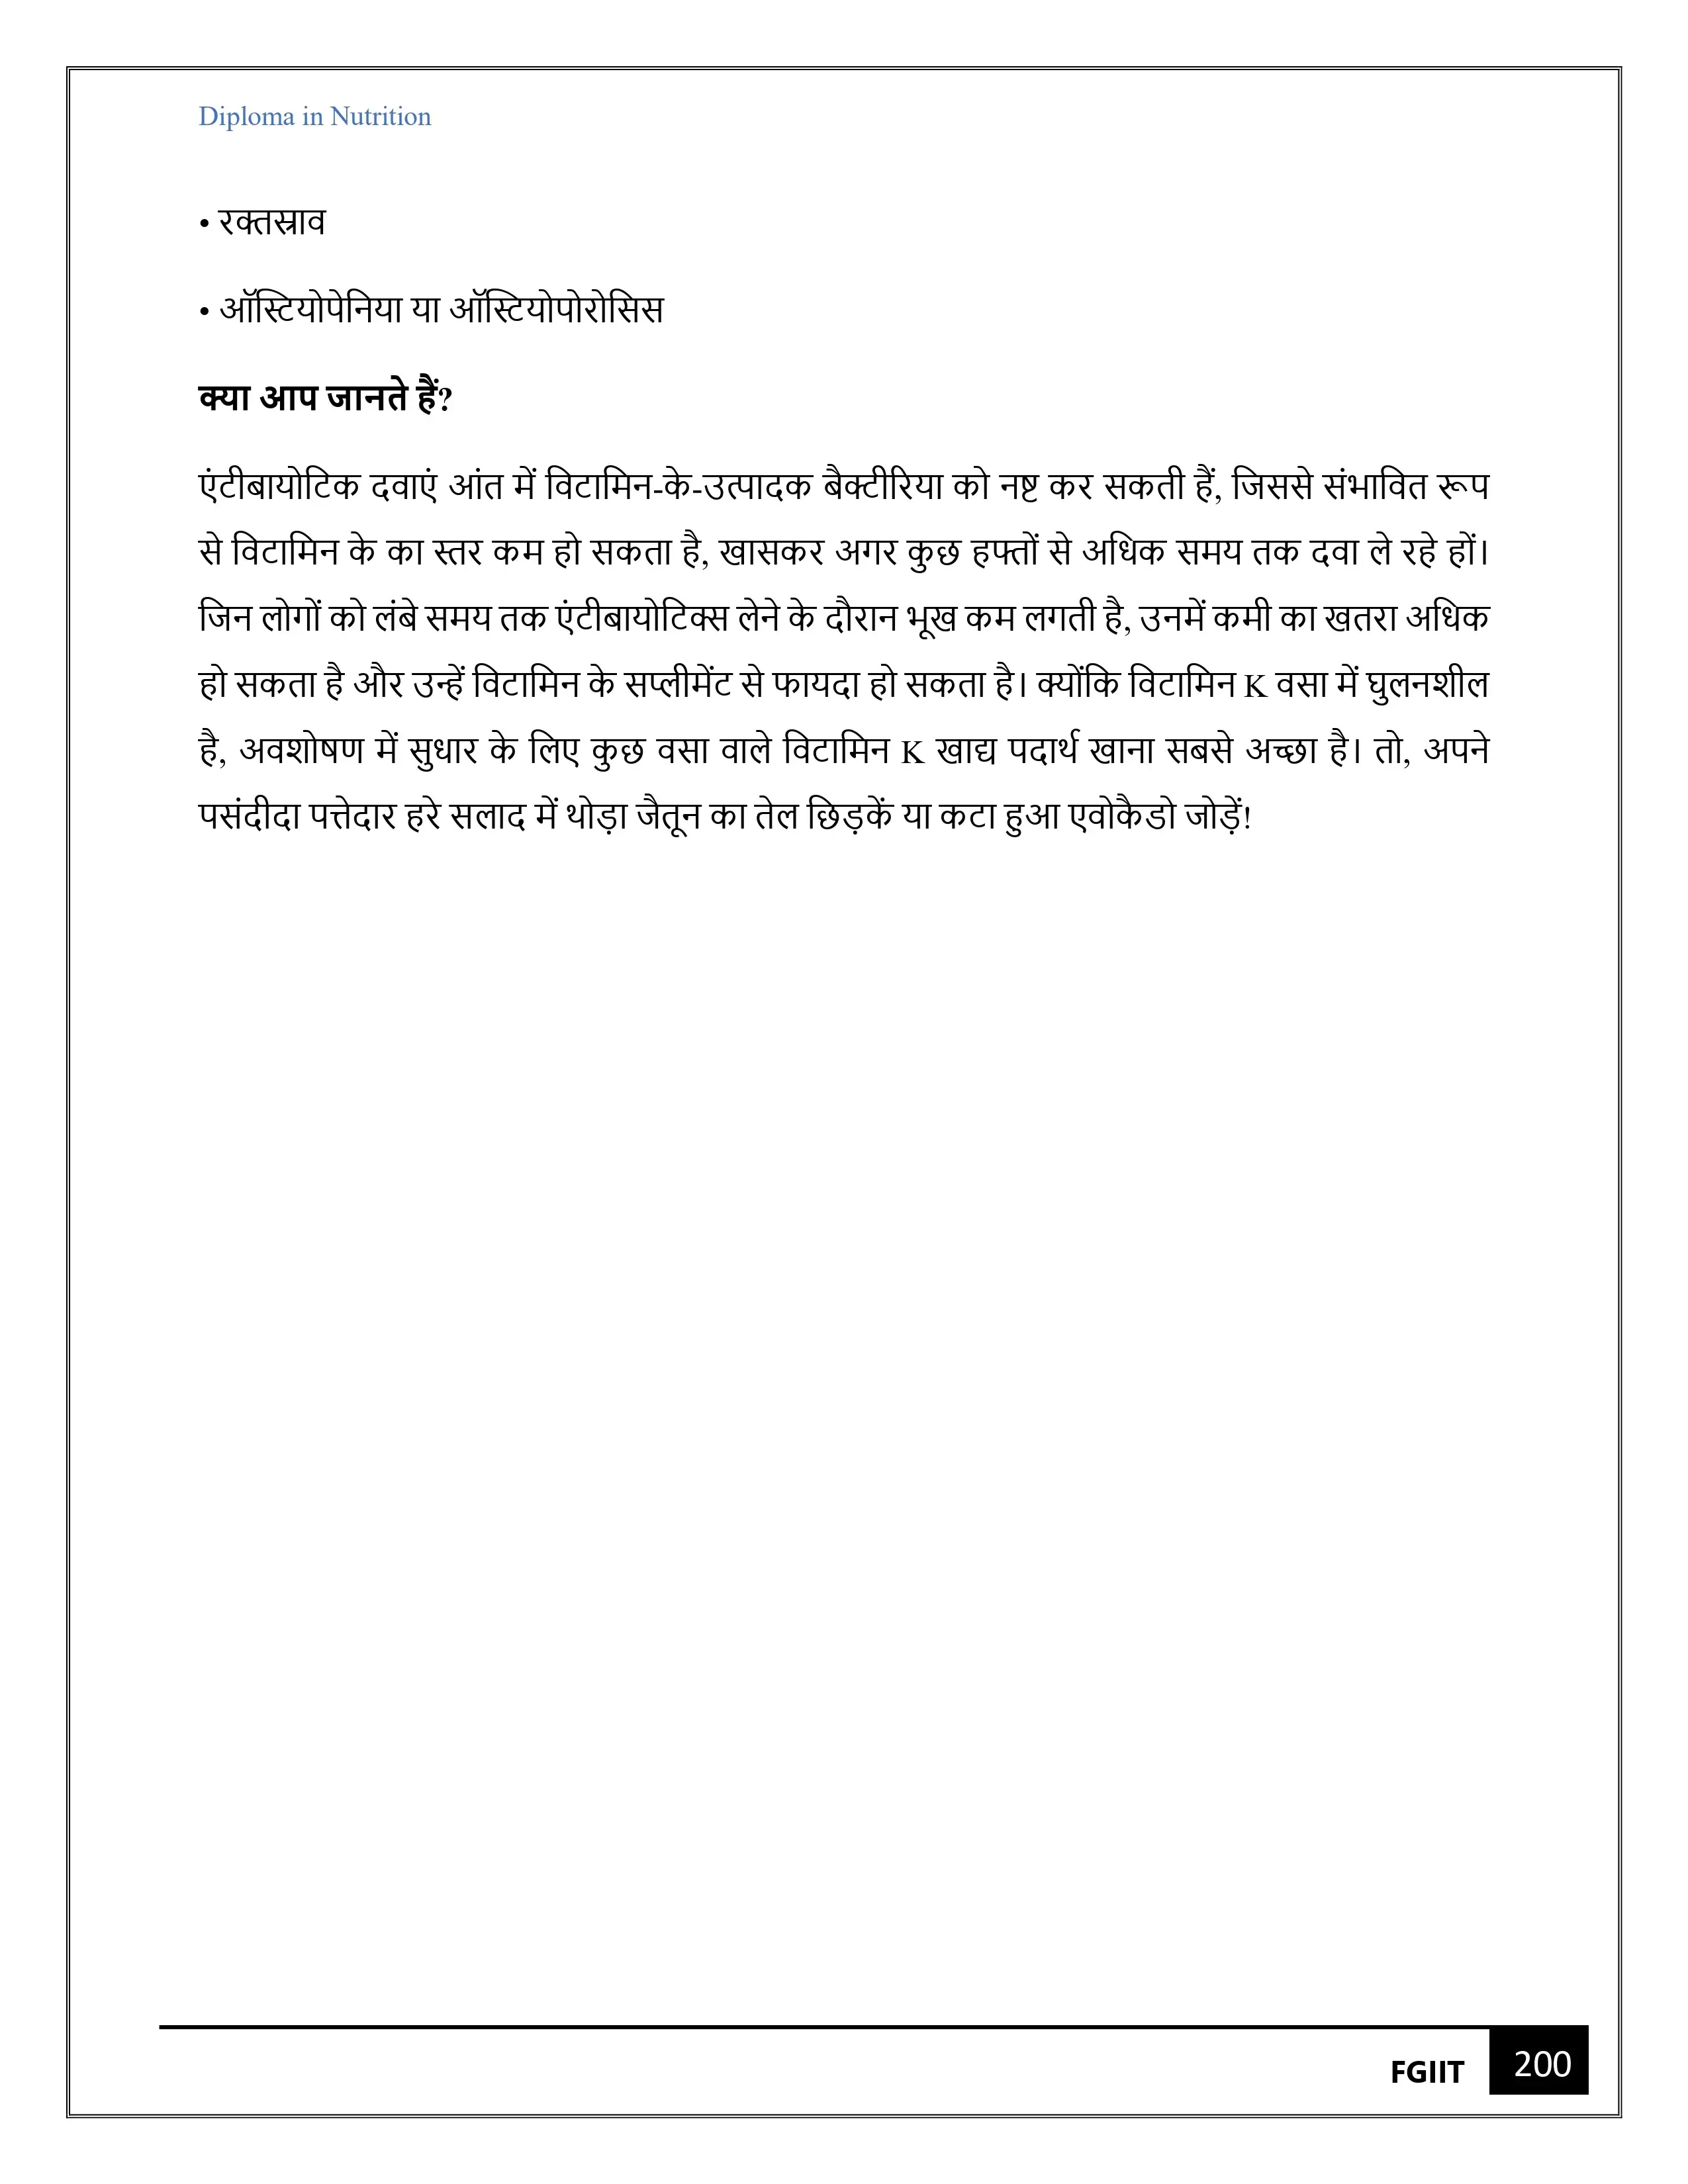 Diploma in Nutrition
• रक्तस्राव
• ऑस्टियोपेनिया या ऑस्टियोपोरोसिस
क्या आप जानते हैं?
एंटीबायोटिक दवाएं आंत में विटामिन-के-उत्पादक बैक्टीरिया को नष्ट कर सकती हैं, जिससे संभावित रूप
से विटामिन के का स्तर कम हो सकता है, खासकर अगर कुछ हफ्तों से अधिक समय तक दवा ले रहे हों।
जिन लोगों को लंबे समय तक एंटीबायोटिक्स लेने के दौरान भूख कम लगती है, उनमें कमी का खतरा अधिक
हो सकता है और उन्हें विटामिन के सप्लीमेंट से फायदा हो सकता है। क्योंकि विटामिन K वसा में घुलनशील
है, अवशोषण में सुधार के लिए कुछ वसा वाले विटामिन K खाद्य पदार्थ खाना सबसे अच्छा है। तो, अपने
पसंदीदा पत्तेदार हरे सलाद में थोड़ा जैतून का तेल छिड़कें या कटा हुआ एवोकैडो जोड़ें!
FGIIT 200